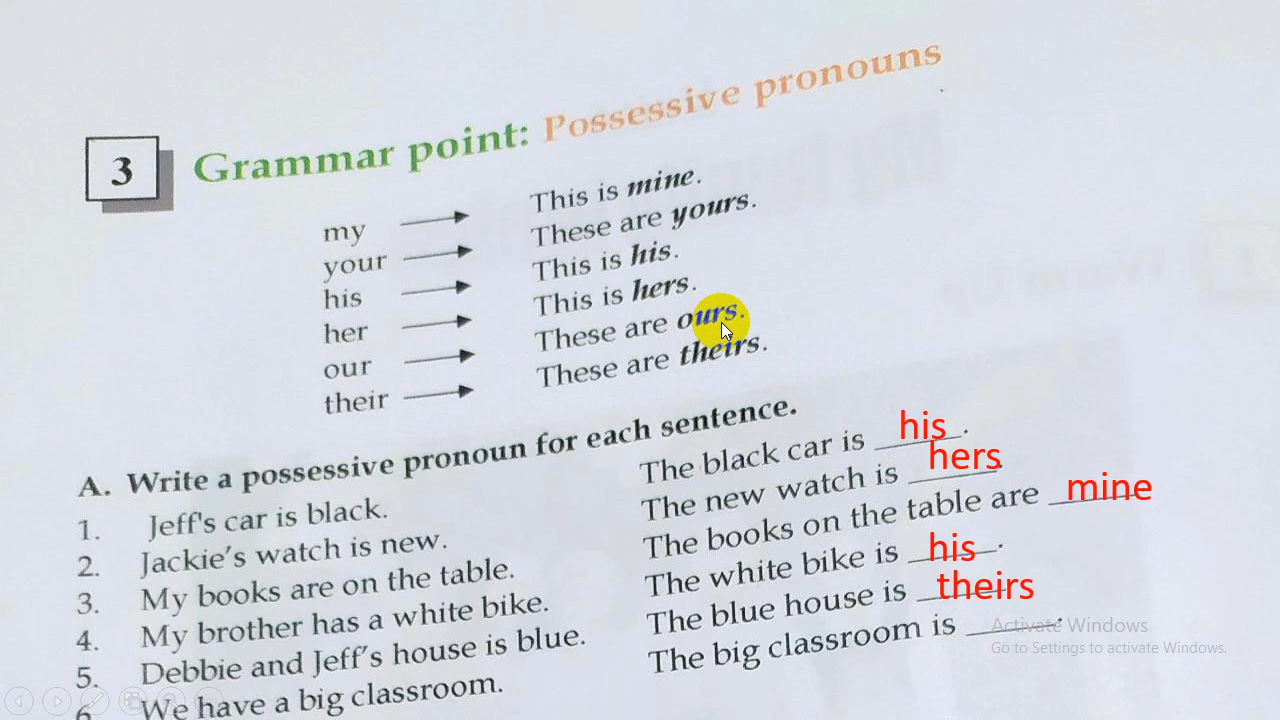 3 Grammar point: Possessive pronouns
my → This is mine.
your → These are yours.
his → This is his.
her → This is hers.
our → These are ours.
their → These are theirs.
A. Write a possessive pronoun for each sentence.
1. Jeff's car is black. The black car is his.
2. Jackie's watch is new. The new watch is hers.
3. My books are on the table. The books on the table are mine
4. My brother has a white bike. The white bike is his.
5. Debbie and Jeff's house is blue. The blue house is theirs
6. We have a big classroom. The big classroom is ______.
Activate Windows
Go to Settings to activate Windows.